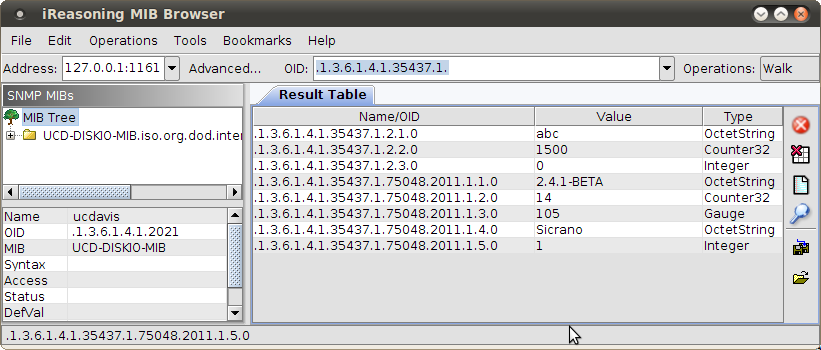 iReasoning MIB Browser
File Edit Operations Tools Bookmarks Help
Address: 127.0.0.1:1161 Advanced... OID: .1.3.6.1.4.1.35437.1. Operations: Walk
SNMP MIBs
MIB Tree
UCD-DISKIO-MIB.iso.org.dod.inter
Name ucdavis
OID .1.3.6.1.4.1.2021
MIB UCD-DISKIO-MIB
Syntax
Access
Status
DefVal
Result Table
Name/OID Value Type
.1.3.6.1.4.1.35437.1.2.1.0 abc OctetString
.1.3.6.1.4.1.35437.1.2.2.0 1500 Counter32
.1.3.6.1.4.1.35437.1.2.3.0 0 Integer
.1.3.6.1.4.1.35437.1.75048.2011.1.1.0 2.4.1-BETA OctetString
.1.3.6.1.4.1.35437.1.75048.2011.1.2.0 14 Counter32
.1.3.6.1.4.1.35437.1.75048.2011.1.3.0 105 Gauge
.1.3.6.1.4.1.35437.1.75048.2011.1.4.0 Sicrano OctetString
.1.3.6.1.4.1.35437.1.75048.2011.1.5.0 1 Integer
.1.3.6.1.4.1.35437.1.75048.2011.1.5.0